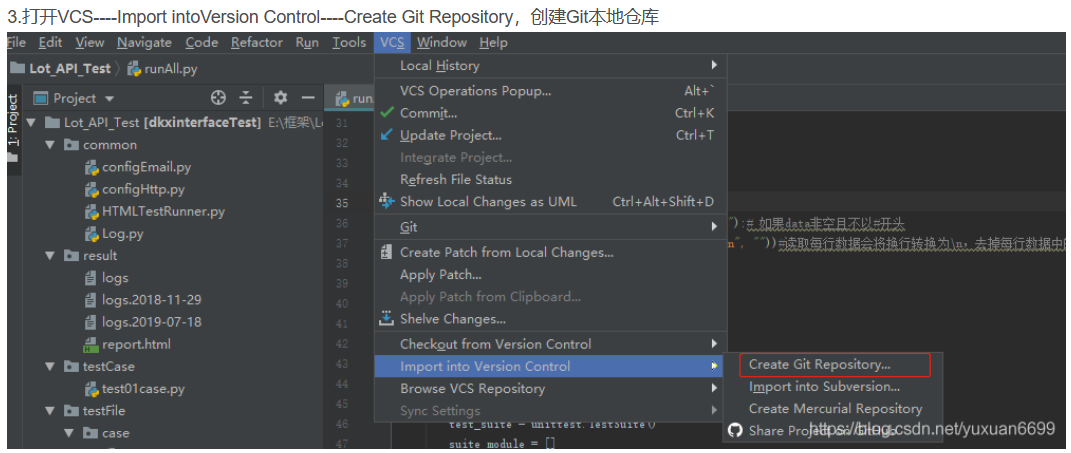 3.打开VCS----Import intoVersion Control----Create Git Repository，创建Git本地仓库
File Edit View Navigate Code Refactor Run Tools VCS Window Help
Lot_API_Test runAll.py
Local History
1: Project
Project
run
VCS Operations Popup... Alt+`
Lot_API_Test [dkxinterfaceTest] E:\框架\Lo
31
Commit... Ctrl+K
common
32
Update Project... Ctrl+T
configEmail.py
33
Integrate Project...
configHttp.py
34
Refresh File Status
HTMLTestRunner.py
35
Show Local Changes as UML Ctrl+Alt+Shift+D
Log.py
36
Git
"):# 如果data非空且不以#开头
result
37
Create Patch from Local Changes...
n", ""))#读取每行数据会将换行转换为\n，去掉每行数据中的
logs
38
Apply Patch...
logs.2018-11-29
39
Apply Patch from Clipboard...
logs.2019-07-18
40
Shelve Changes...
report.html
41
42
Checkout from Version Control
testCase
43
Import into Version Control
Create Git Repository...
test01case.py
44
Browse VCS Repository
Import into Subversion...
testFile
45
Sync Settings
Create Mercurial Repository
case
46
test_suite = unittest.TestSuite()
Share Project on
https://blog.csdn.net/yuxuan6699
47
suite_module = []